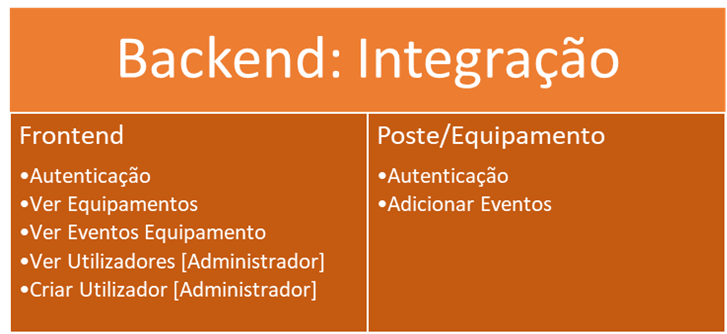 Backend: Integração
Frontend
•Autenticação
•Ver Equipamentos
•Ver Eventos Equipamento
•Ver Utilizadores [Administrador]
•Criar Utilizador [Administrador]
Poste/Equipamento
•Autenticação
•Adicionar Eventos